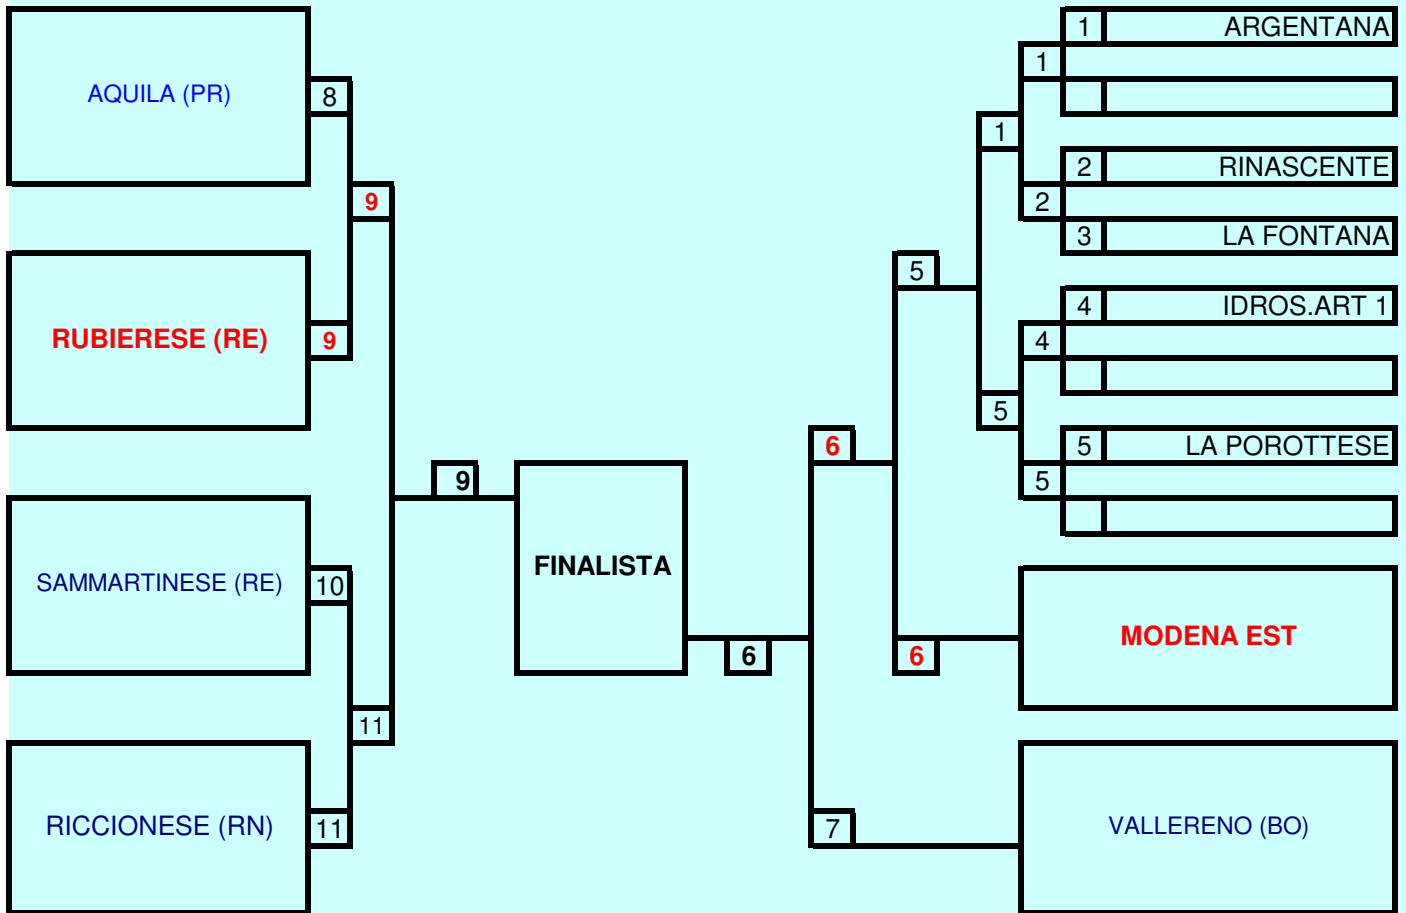 1 ARGENTANA
1
AQUILA (PR)
8
1
2 RINASCENTE
9
2
3 LA FONTANA
5
4 IDROS.ART 1
RUBIERESE (RE)
9
4
5
6
5 LA POROTTESE
9
5
FINALISTA
SAMMARTINESE (RE)
10
MODENA EST
6
6
11
RICCIONESE (RN)
11
7
VALLERENO (BO)